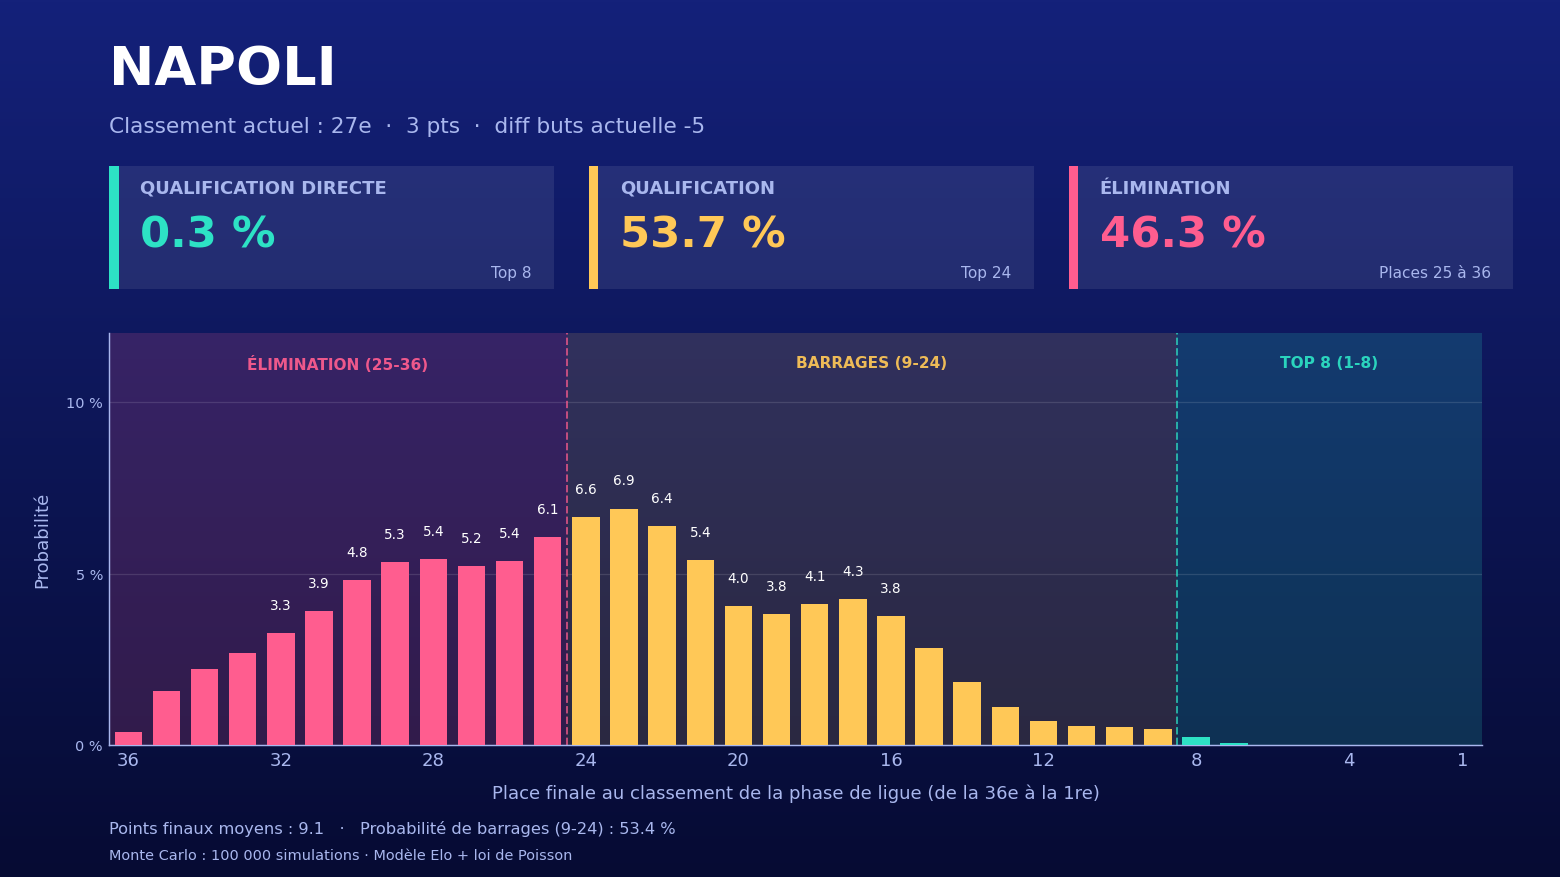 NAPOLI
Classement actuel : 27e · 3 pts · diff buts actuelle -5
QUALIFICATION DIRECTE
0.3 %
Top 8
QUALIFICATION
53.7 %
Top 24
ÉLIMINATION
46.3 %
Places 25 à 36
ÉLIMINATION (25-36)
BARRAGES (9-24)
TOP 8 (1-8)
Probabilité
10 %
5 %
0 %
3.3
3.9
4.8
5.3
5.4
5.2
5.4
6.1
6.6
6.9
6.4
5.4
4.0
3.8
4.1
4.3
3.8
36 32 28 24 20 16 12 8 4 1
Place finale au classement de la phase de ligue (de la 36e à la 1re)
Points finaux moyens : 9.1 · Probabilité de barrages (9-24) : 53.4 %
Monte Carlo : 100 000 simulations · Modèle Elo + loi de Poisson